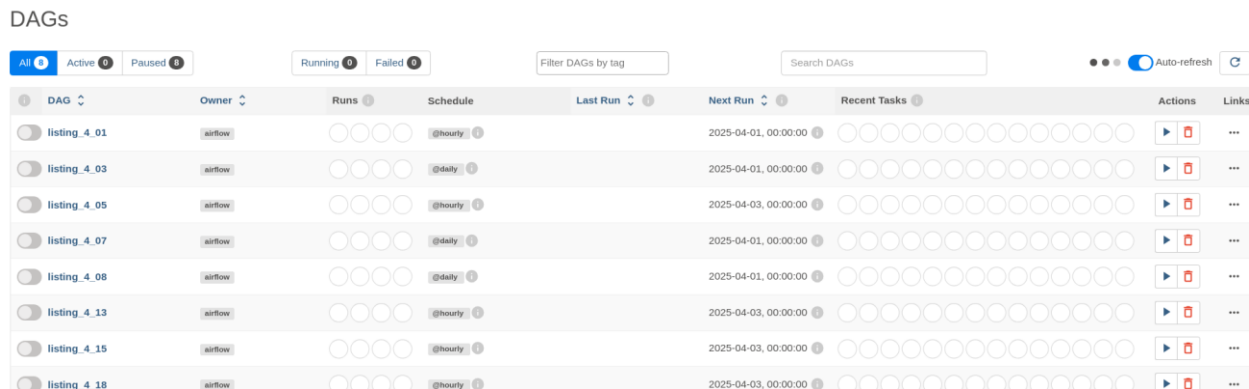 DAGs
All 8 Active 0 Paused 8 Running 0 Failed 0 Filter DAGs by tag Search DAGs Auto-refresh
DAG Owner Runs Schedule Last Run Next Run Recent Tasks Actions Links
listing_4_01 airflow @hourly 2025-04-01, 00:00:00
listing_4_03 airflow @daily 2025-04-01, 00:00:00
listing_4_05 airflow @hourly 2025-04-03, 00:00:00
listing_4_07 airflow @daily 2025-04-01, 00:00:00
listing_4_08 airflow @daily 2025-04-01, 00:00:00
listing_4_13 airflow @hourly 2025-04-03, 00:00:00
listing_4_15 airflow @hourly 2025-04-03, 00:00:00
listing_4_18 airflow @hourly 2025-04-03, 00:00:00